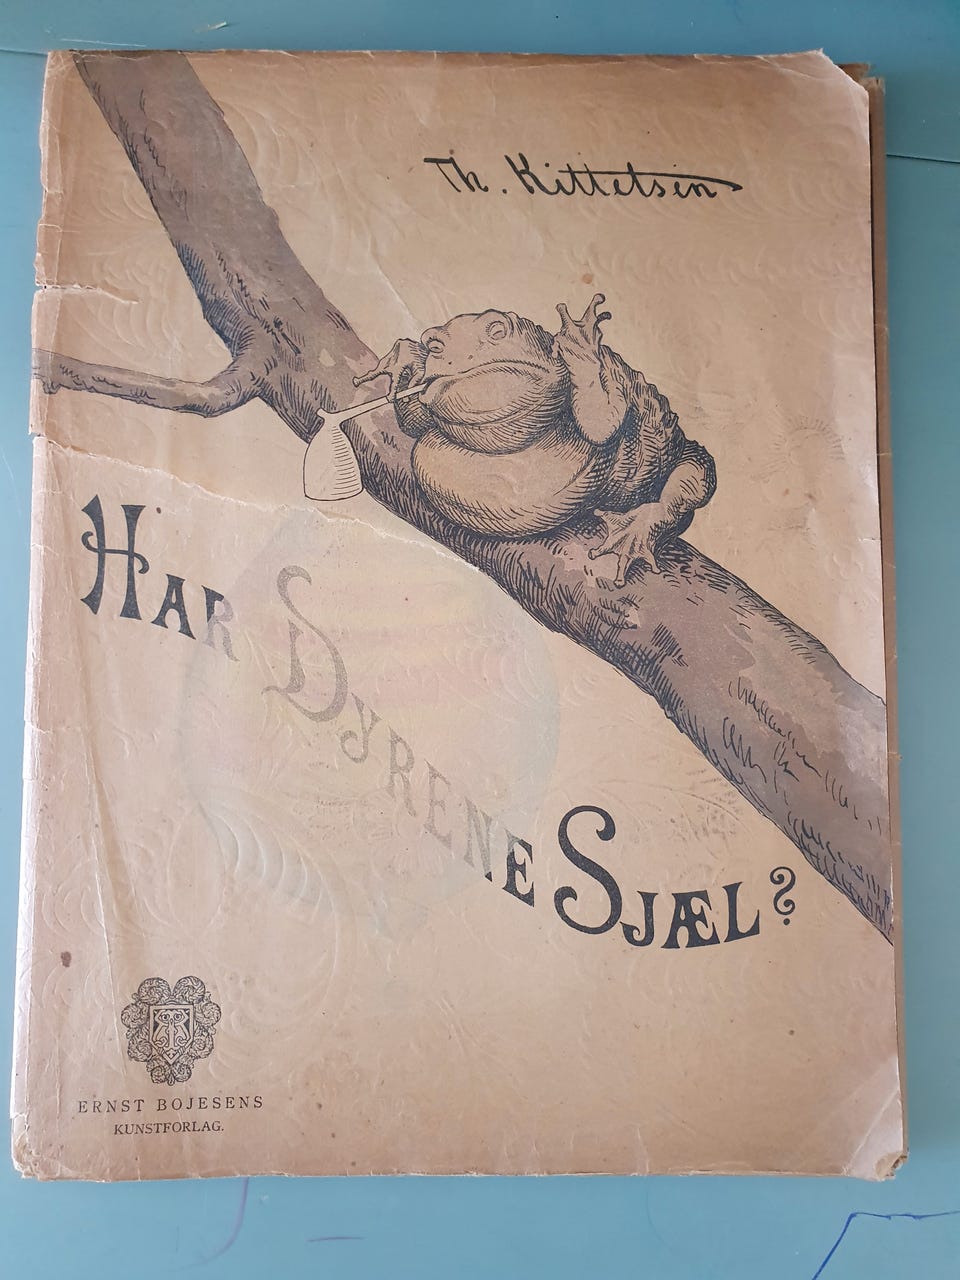 Th. Kittelsen
HAR DYRENE SJÆL?
ERNST BOJESENS
KUNSTFORLAG.